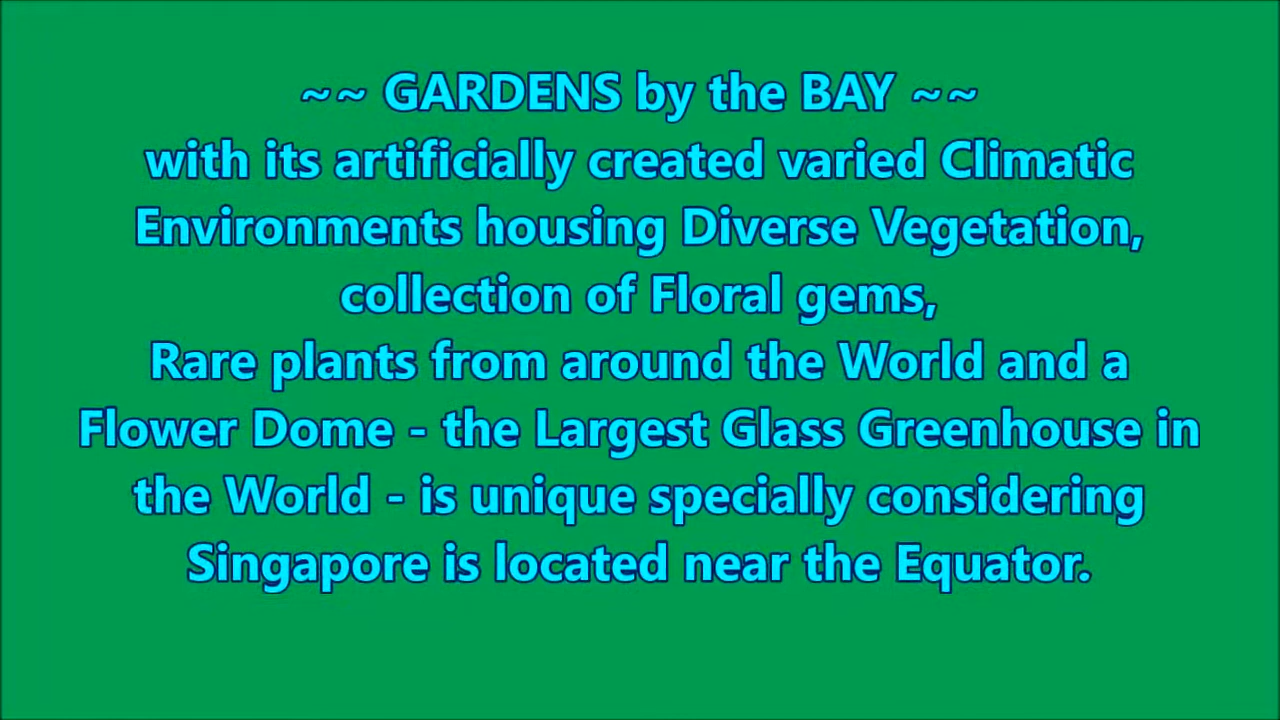 ~~ GARDENS by the BAY ~~
with its artificially created varied Climatic
Environments housing Diverse Vegetation,
collection of Floral gems,
Rare plants from around the World and a
Flower Dome - the Largest Glass Greenhouse in
the World - is unique specially considering
Singapore is located near the Equator.